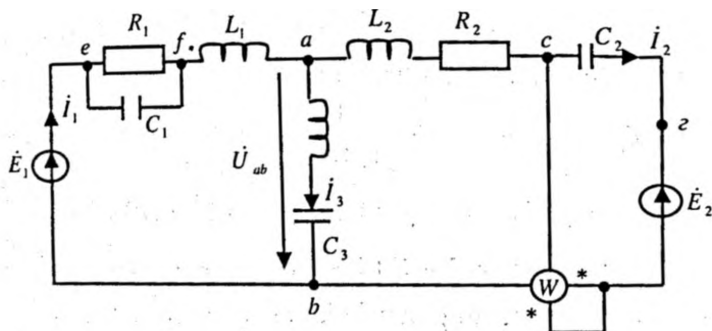 R₁ L₁ a L₂ R₂ c C₂ İ₂
e f
İ₁ C₁
г
Ė₁ U̇ab İ₃ Ė₂
C₃
b W *
*